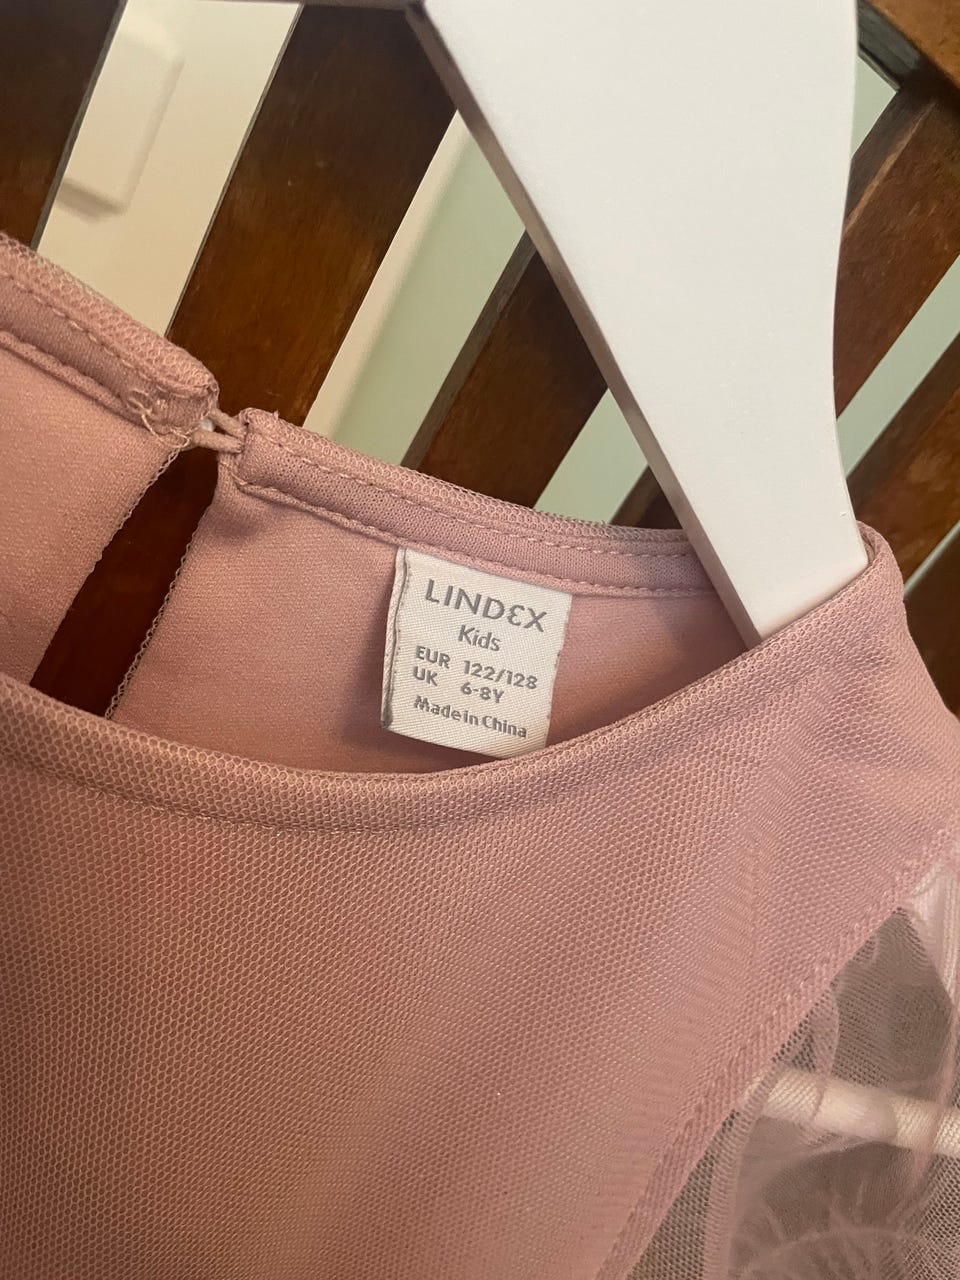 LINDEX
Kids
EUR 122/128
UK 6-8Y
Made in China